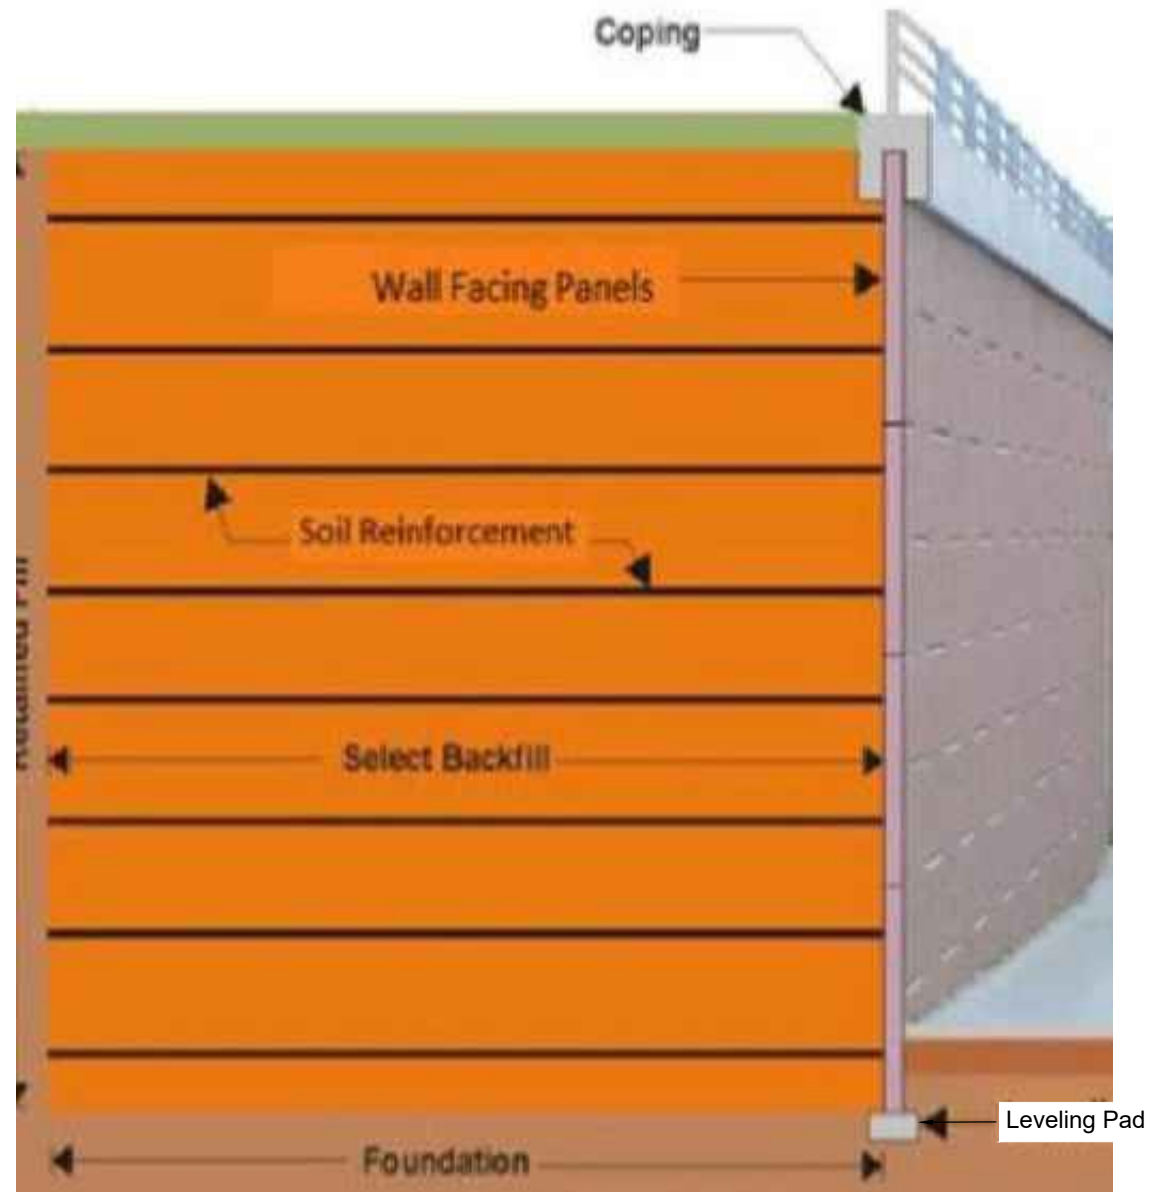 Coping
Wall Facing Panels
Soil Reinforcement
Select Backfill
Leveling Pad
Foundation